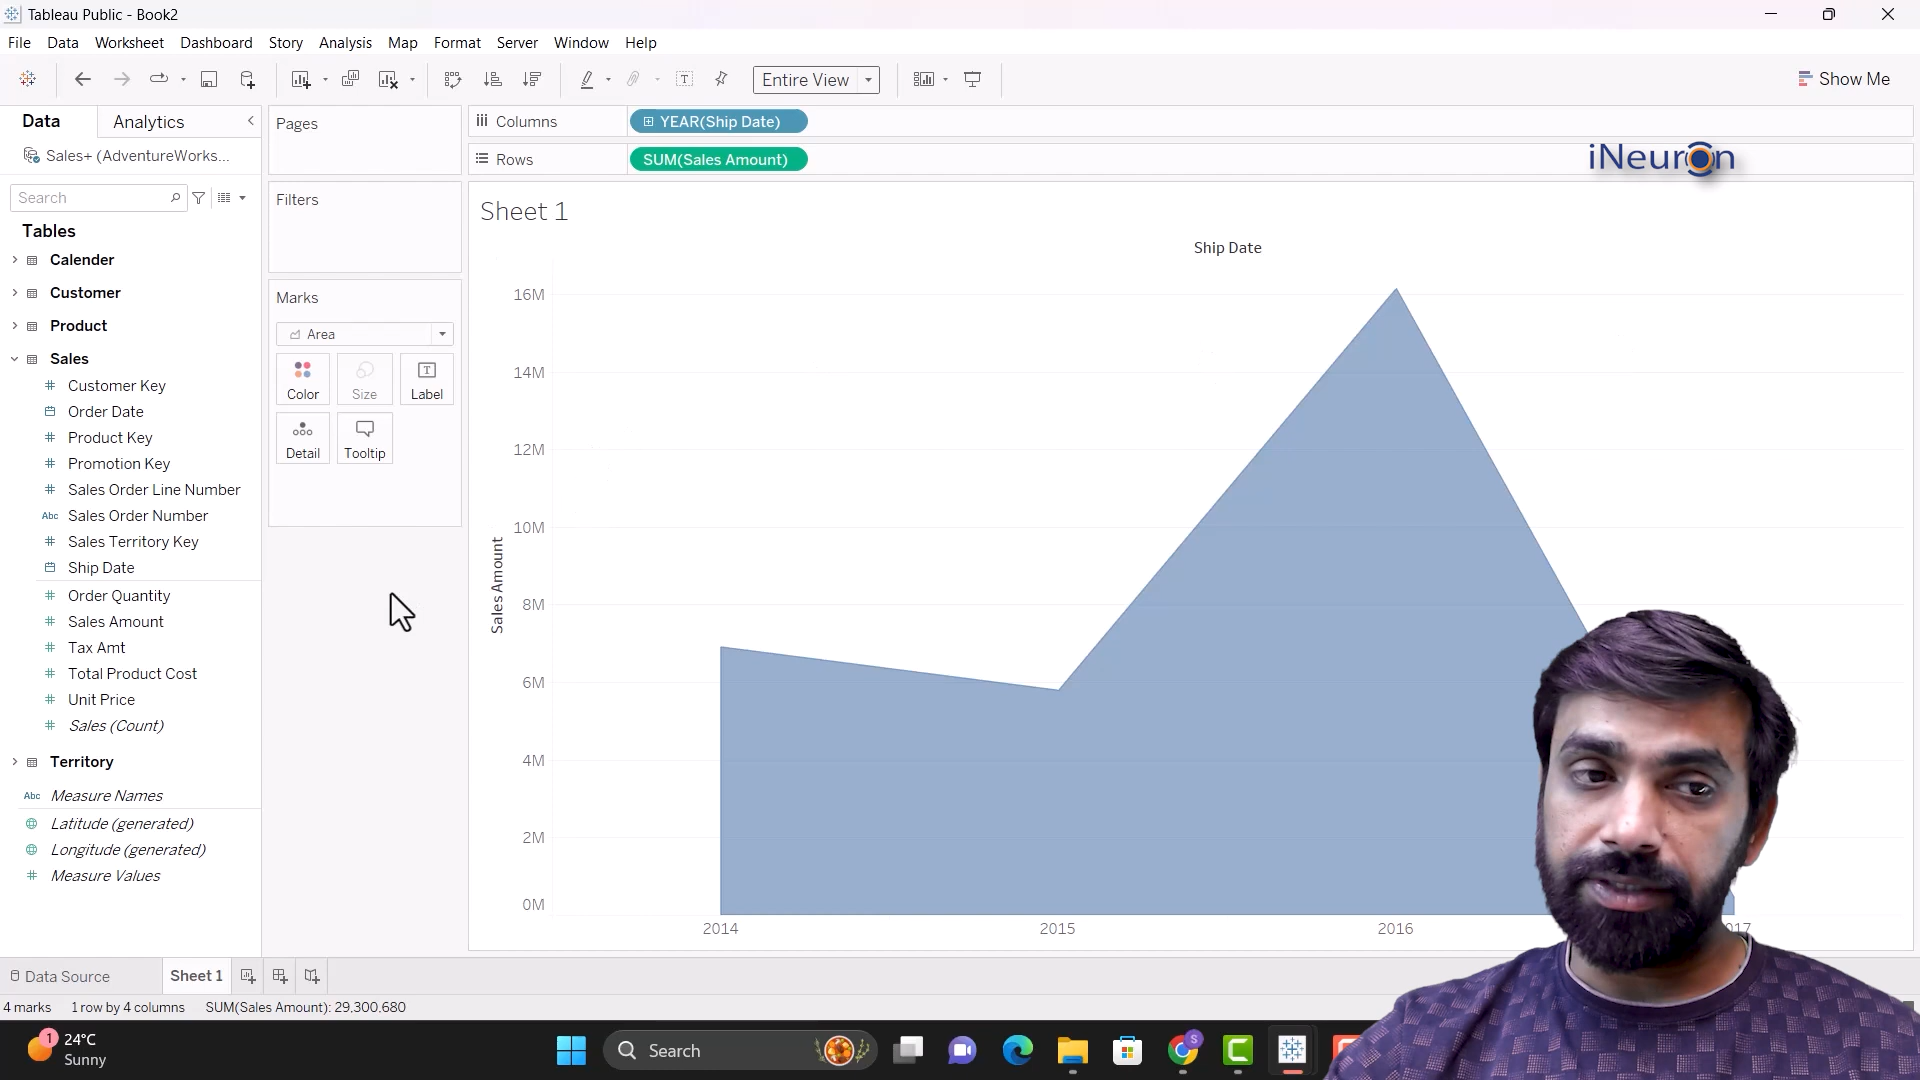 Tableau Public - Book2
File Data Worksheet Dashboard Story Analysis Map Format Server Window Help
Entire View
Show Me
Data Analytics
Sales+ (AdventureWorks...
Search
Tables
Calender
Customer
Product
Sales
# Customer Key
Order Date
# Product Key
# Promotion Key
# Sales Order Line Number
Abc Sales Order Number
# Sales Territory Key
Ship Date
# Order Quantity
# Sales Amount
# Tax Amt
# Total Product Cost
# Unit Price
# Sales (Count)
Territory
Abc Measure Names
Latitude (generated)
Longitude (generated)
# Measure Values
Pages
Filters
Marks
Area
Color Size Label
Detail Tooltip
Columns YEAR(Ship Date)
Rows SUM(Sales Amount)
iNeuron
Sheet 1
Ship Date
16M
14M
12M
10M
8M
6M
4M
2M
0M
Sales Amount
2014 2015 2016 017
Data Source Sheet 1
4 marks 1 row by 4 columns SUM(Sales Amount): 29,300,680
1
24°C
Sunny
Search
S